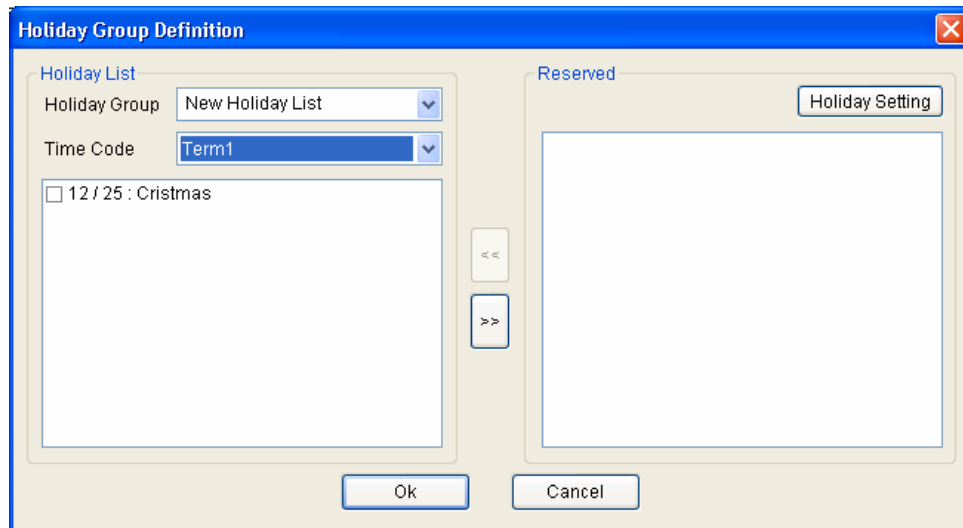 Holiday Group Definition
Holiday List
Holiday Group New Holiday List
Time Code Term1
12 / 25 : Cristmas
<<
>>
Reserved
Holiday Setting
Ok Cancel